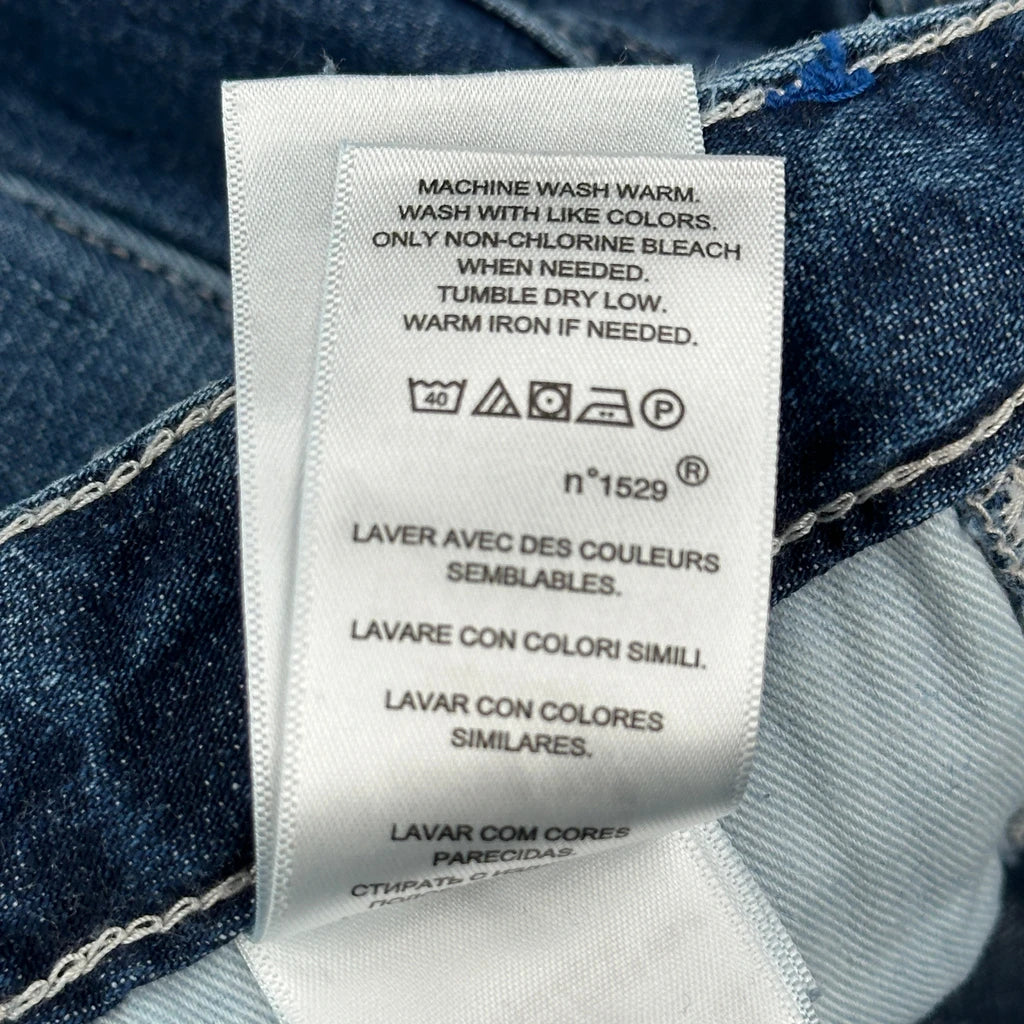 MACHINE WASH WARM.
WASH WITH LIKE COLORS.
ONLY NON-CHLORINE BLEACH
WHEN NEEDED.
TUMBLE DRY LOW.
WARM IRON IF NEEDED.
40 P
n°1529®
LAVER AVEC DES COULEURS
SEMBLABLES.
LAVARE CON COLORI SIMILI.
LAVAR CON COLORES
SIMILARES.
LAVAR COM CORES
PARECIDAS.
СТИРАТЬ С